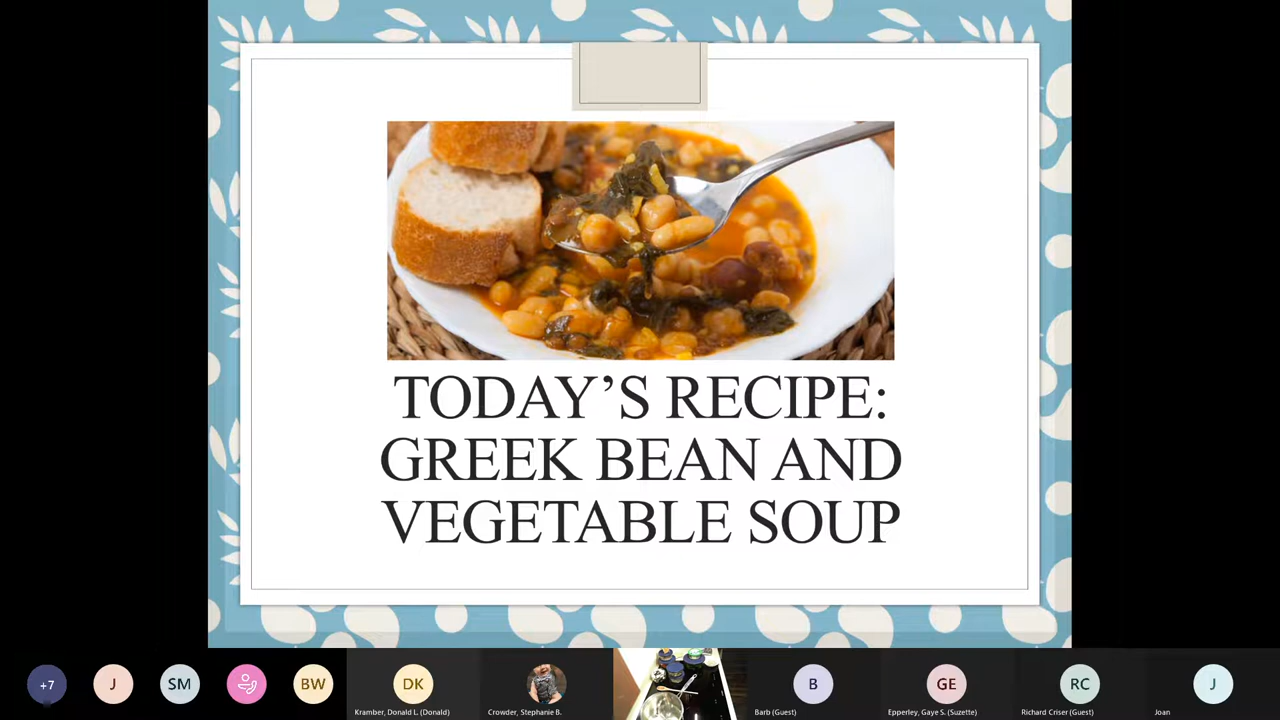 TODAY’S RECIPE:
GREEK BEAN AND
VEGETABLE SOUP
+7
J
SM
BW
DK
Kramber, Donald L. (Donald)
Crowder, Stephanie B.
B
Barb (Guest)
GE
Epperley, Gaye S. (Suzette)
RC
Richard Criser (Guest)
J
Joan